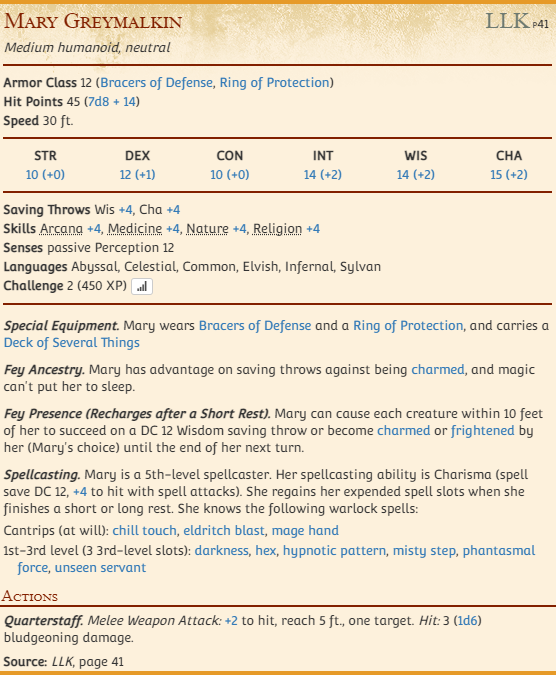 Mary Greymalkin LLK P41
Medium humanoid, neutral
Armor Class 12 (Bracers of Defense, Ring of Protection)
Hit Points 45 (7d8 + 14)
Speed 30 ft.
STR DEX CON INT WIS CHA
10 (+0) 12 (+1) 10 (+0) 14 (+2) 14 (+2) 15 (+2)
Saving Throws Wis +4, Cha +4
Skills Arcana +4, Medicine +4, Nature +4, Religion +4
Senses passive Perception 12
Languages Abyssal, Celestial, Common, Elvish, Infernal, Sylvan
Challenge 2 (450 XP)
Special Equipment. Mary wears Bracers of Defense and a Ring of Protection, and carries a
Deck of Several Things
Fey Ancestry. Mary has advantage on saving throws against being charmed, and magic
can't put her to sleep.
Fey Presence (Recharges after a Short Rest). Mary can cause each creature within 10 feet
of her to succeed on a DC 12 Wisdom saving throw or become charmed or frightened by
her (Mary's choice) until the end of her next turn.
Spellcasting. Mary is a 5th-level spellcaster. Her spellcasting ability is Charisma (spell
save DC 12, +4 to hit with spell attacks). She regains her expended spell slots when she
finishes a short or long rest. She knows the following warlock spells:
Cantrips (at will): chill touch, eldritch blast, mage hand
1st-3rd level (3 3rd-level slots): darkness, hex, hypnotic pattern, misty step, phantasmal
force, unseen servant
Actions
Quarterstaff. Melee Weapon Attack: +2 to hit, reach 5 ft., one target. Hit: 3 (1d6)
bludgeoning damage.
Source: LLK, page 41